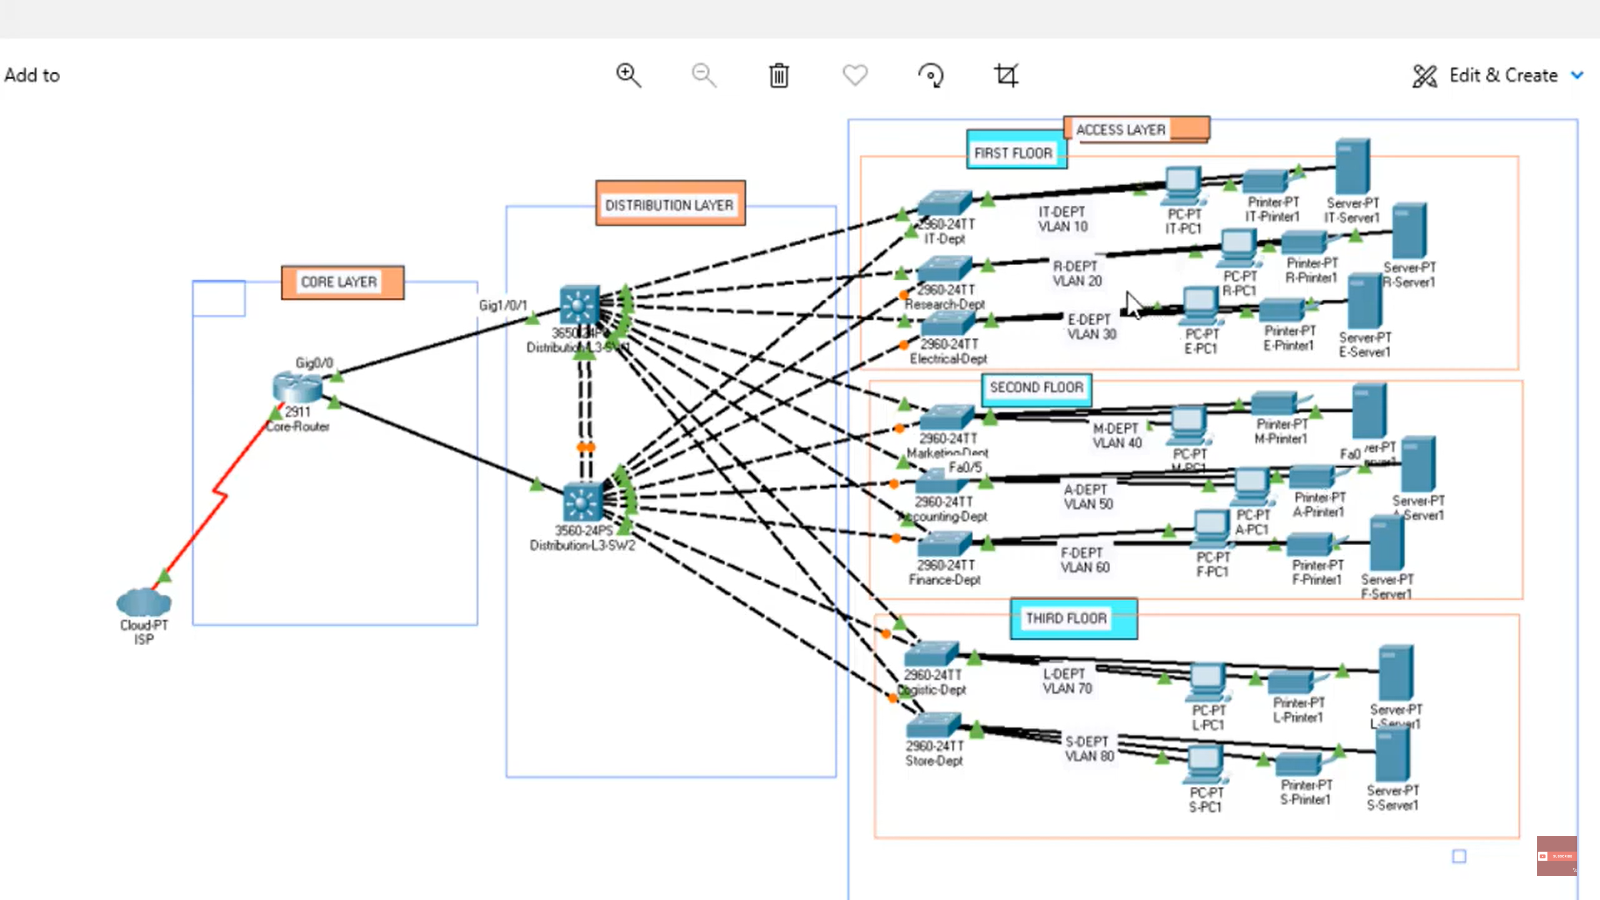 Add to
Edit & Create
ACCESS LAYER
FIRST FLOOR
DISTRIBUTION LAYER
CORE LAYER
2960-24TT
IT-Dept
IT-DEPT
VLAN 10
PC-PT
IT-PC1
Printer-PT
IT-Printer1
Server-PT
IT-Server1
2960-24TT
Research-Dept
R-DEPT
VLAN 20
PC-PT
R-PC1
Printer-PT
R-Printer1
Server-PT
R-Server1
2960-24TT
Electrical-Dept
E-DEPT
VLAN 30
PC-PT
E-PC1
Printer-PT
E-Printer1
Server-PT
E-Server1
Gig1/0/1
Gig0/0
2911
Core-Router
3560-24PS
Distribution-L3-SW2
Cloud-PT
ISP
SECOND FLOOR
2960-24TT
Marketing-Dept
M-DEPT
VLAN 40
PC-PT
M-PC1
Printer-PT
M-Printer1
Fa0/5
Fa0
2960-24TT
Accounting-Dept
A-DEPT
VLAN 50
PC-PT
A-PC1
Printer-PT
A-Printer1
Server-PT
A-Server1
2960-24TT
Finance-Dept
F-DEPT
VLAN 60
PC-PT
F-PC1
Printer-PT
F-Printer1
Server-PT
F-Server1
THIRD FLOOR
2960-24TT
Logistic-Dept
L-DEPT
VLAN 70
PC-PT
L-PC1
Printer-PT
L-Printer1
Server-PT
L-Server1
2960-24TT
Store-Dept
S-DEPT
VLAN 80
PC-PT
S-PC1
Printer-PT
S-Printer1
Server-PT
S-Server1